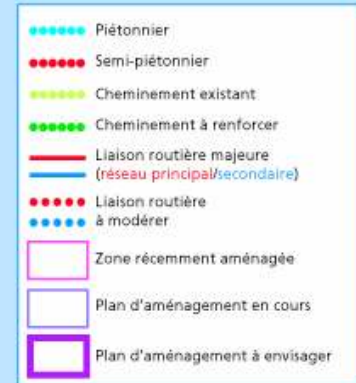 Piétonnier
Semi-piétonnier
Cheminement existant
Cheminement à renforcer
Liaison routière majeure
(réseau principal/secondaire)
Liaison routière
à modérer
Zone récemment aménagée
Plan d'aménagement en cours
Plan d'aménagement à envisager